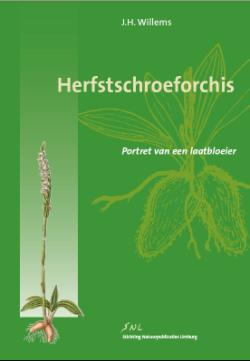 J.H. Willems
Herfstschroeforchis
Portret van een laatbloeier
SNL
Stichting Natuurpublicaties Limburg